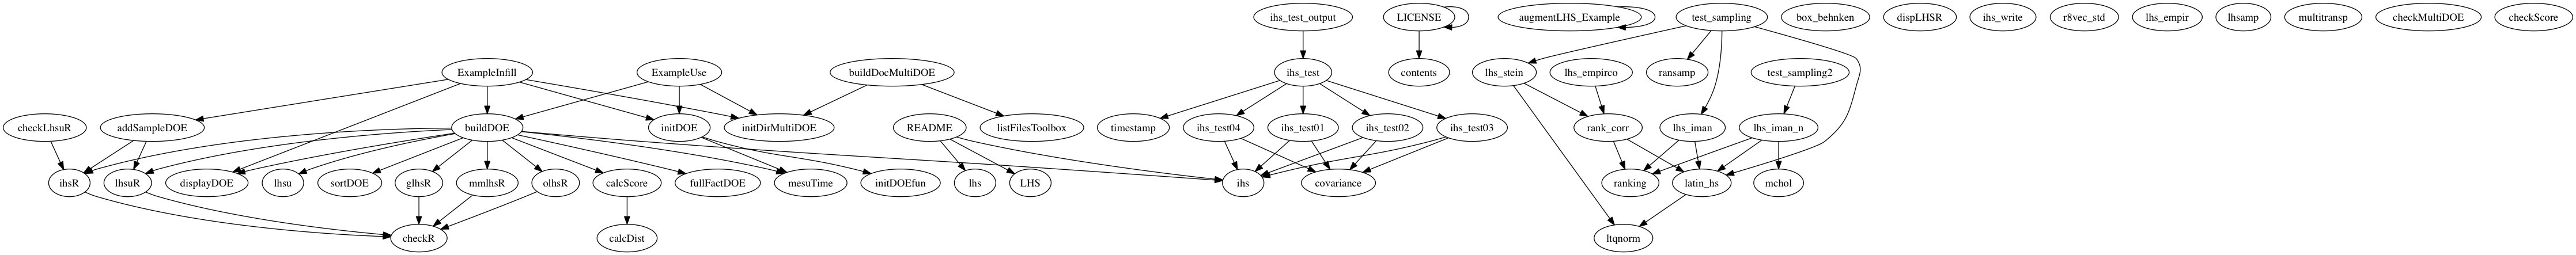 ihs_test_output
LICENSE
augmentLHS_Example
test_sampling
box_behnken
dispLHSR
ihs_write
r8vec_std
lhs_empir
lhsamp
multitransp
checkMultiDOE
checkScore
ExampleInfill
ExampleUse
buildDocMultiDOE
ihs_test
contents
lhs_stein
lhs_empirco
ransamp
test_sampling2
checkLhsuR
addSampleDOE
buildDOE
initDOE
initDirMultiDOE
README
listFilesToolbox
timestamp
ihs_test04
ihs_test01
ihs_test02
ihs_test03
rank_corr
lhs_iman
lhs_iman_n
ihsR
lhsuR
displayDOE
lhsu
sortDOE
glhsR
mmlhsR
olhsR
calcScore
fullFactDOE
mesuTime
initDOEfun
lhs
LHS
ihs
covariance
ranking
latin_hs
mchol
checkR
calcDist
ltqnorm